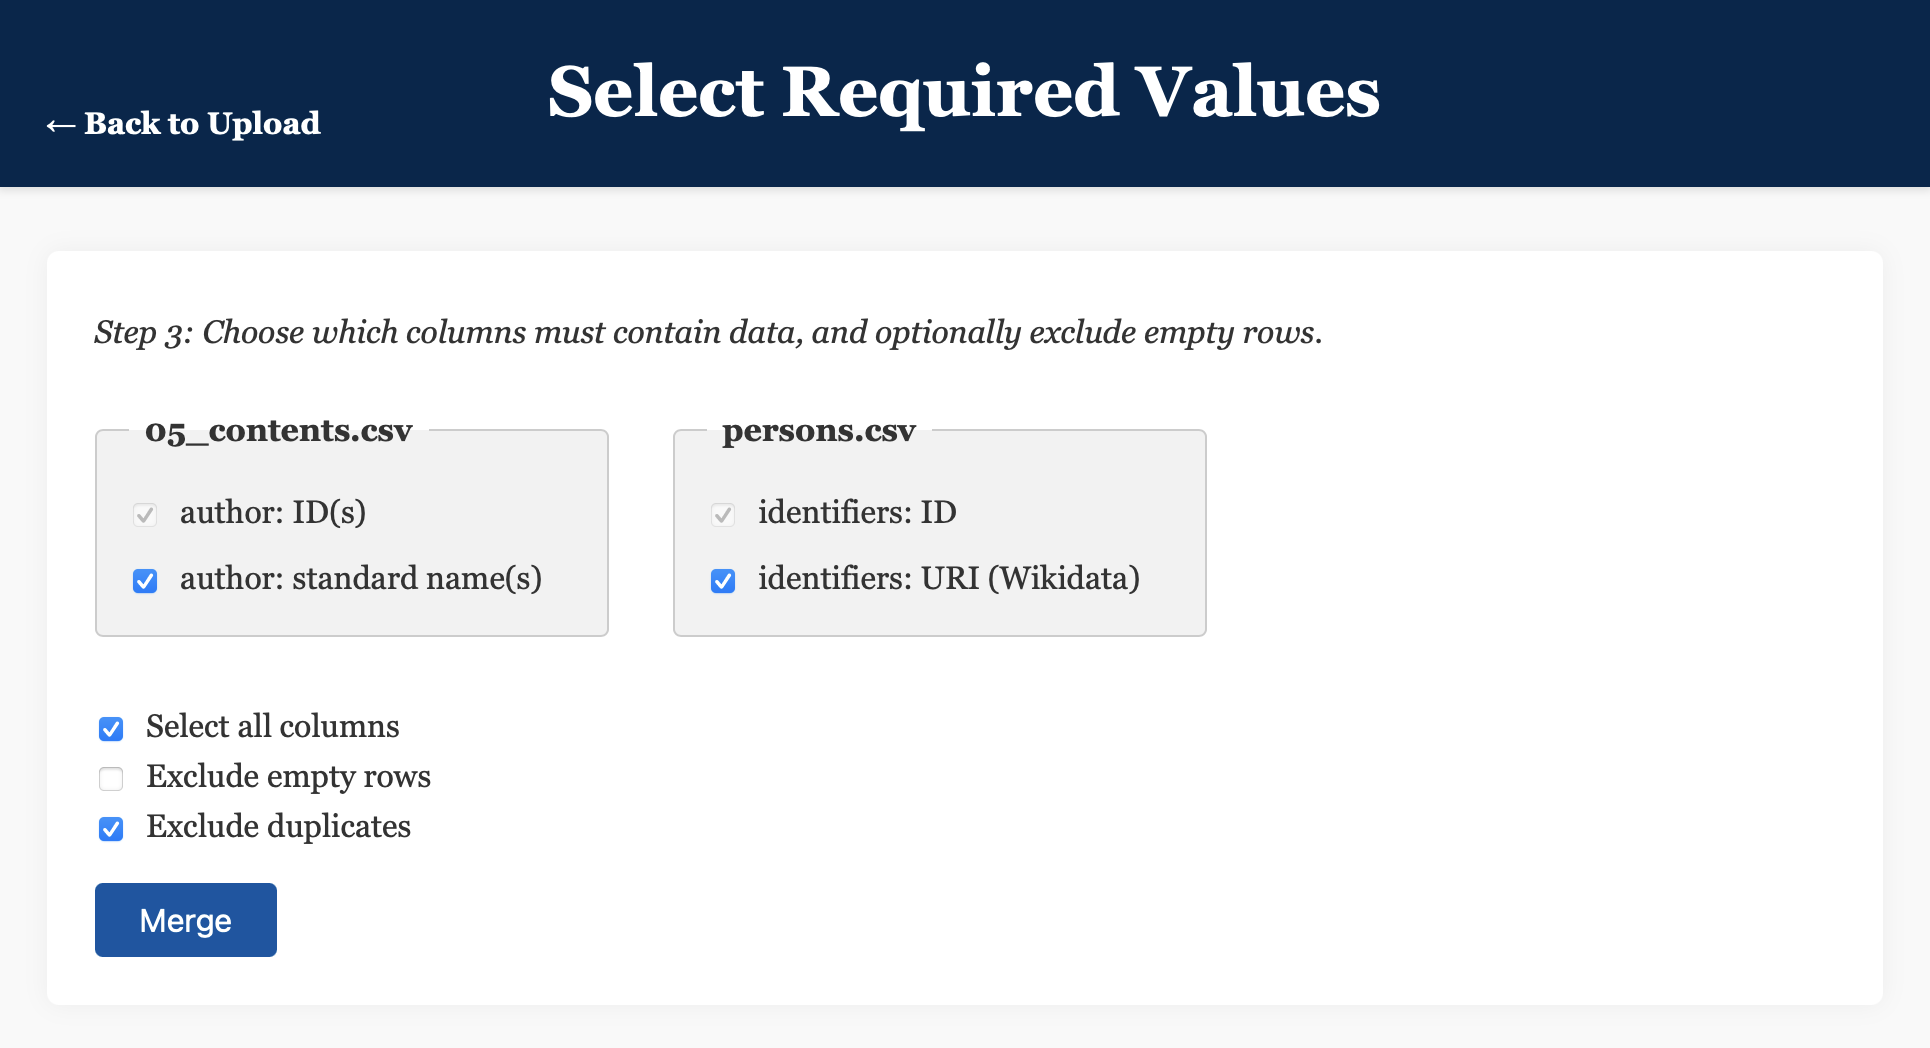 Select Required Values
← Back to Upload
Step 3: Choose which columns must contain data, and optionally exclude empty rows.
05_contents.csv
author: ID(s)
author: standard name(s)
persons.csv
identifiers: ID
identifiers: URI (Wikidata)
Select all columns
Exclude empty rows
Exclude duplicates
Merge